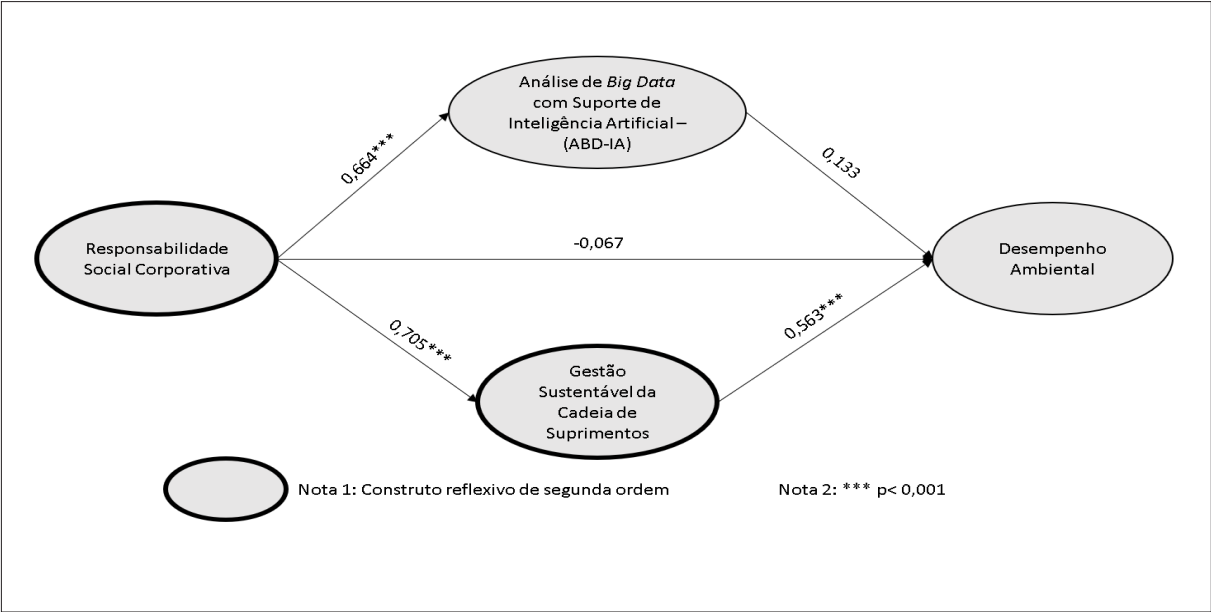 Análise de Big Data
com Suporte de
Inteligência Artificial –
(ABD-IA)
0,664***
0,133
Responsabilidade
Social Corporativa
-0,067
Desempenho
Ambiental
0,705***
0,563***
Gestão
Sustentável da
Cadeia de
Suprimentos
Nota 1: Construto reflexivo de segunda ordem
Nota 2: *** p< 0,001